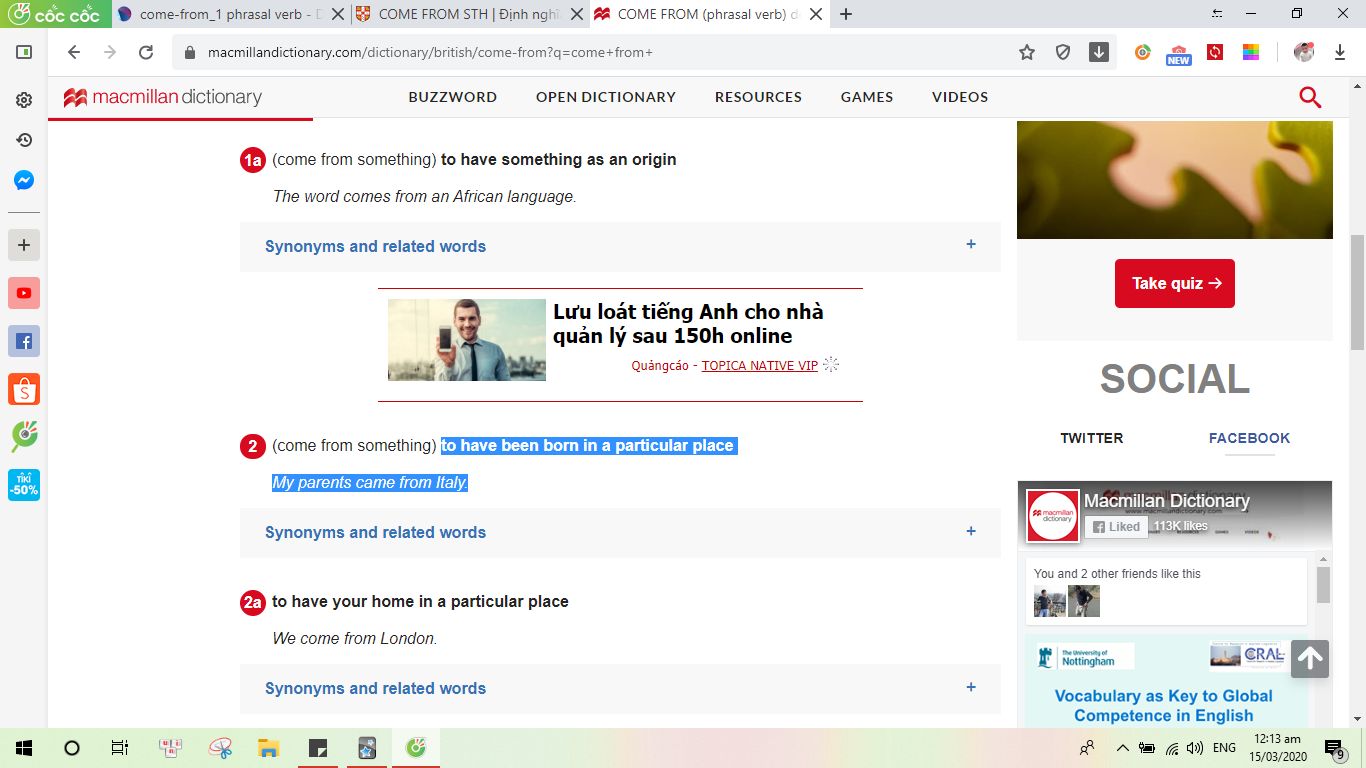 cốc cốc
come-from_1 phrasal verb - D
COME FROM STH | Định nghĩ
COME FROM (phrasal verb) d
macmillandictionary.com/dictionary/british/come-from?q=come+from+
NEW
macmillan dictionary
BUZZWORD
OPEN DICTIONARY
RESOURCES
GAMES
VIDEOS
1a (come from something) to have something as an origin
The word comes from an African language.
Synonyms and related words +
Lưu loát tiếng Anh cho nhà
quản lý sau 150h online
Quảngcáo - TOPICA NATIVE VIP
2 (come from something) to have been born in a particular place
My parents came from Italy.
Synonyms and related words +
2a to have your home in a particular place
We come from London.
Synonyms and related words +
Take quiz →
SOCIAL
TWITTER
FACEBOOK
macmillan
dictionary
Macmillan Dictionary
Liked
113K likes
You and 2 other friends like this
The University of
Nottingham
CRAL
Vocabulary as Key to Global
Competence in English
TIKI
-50%
ENG
12:13 am
15/03/2020
9